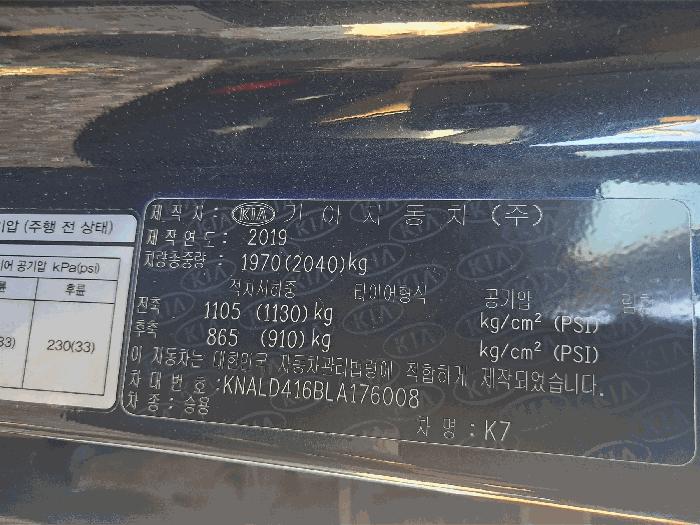 기압 (주행 전 상태)
어 공기압 kPa(psi)
후륜
33)
230(33)
제 작 자 : KIA 기 아 자 동 차 (주)
제 작 연 도 : 2019
차량총중량 : 1970(2040)kg
적차시하중 타이어형식 공기압 림폭
전축 1105 (1130) kg kg/cm² (PSI)
후축 865 (910) kg kg/cm² (PSI)
이 자동차는 대한민국 자동차관리법령에 적합하게 제작되었습니다.
차 대 번 호 :KNALD416BLA176008
차 종 : 승용
차 명 : K7